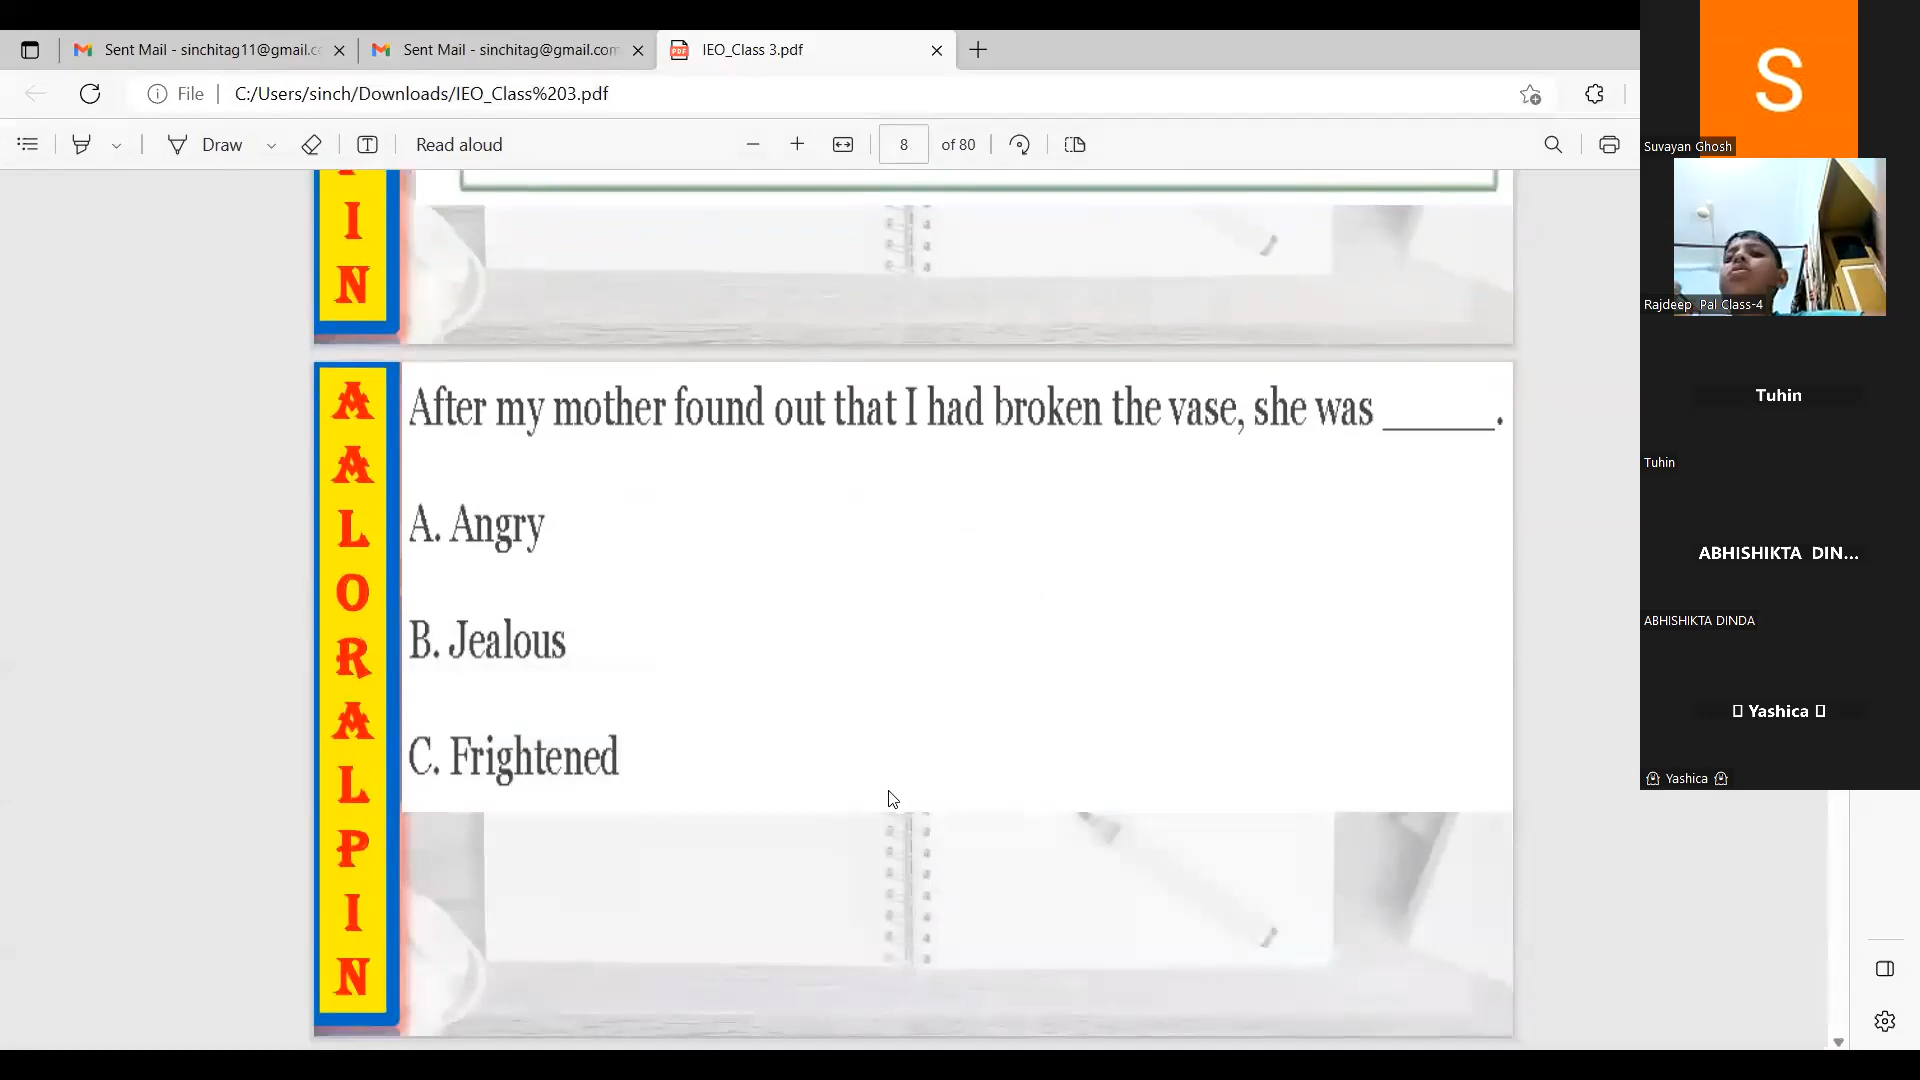 Sent Mail - sinchitag11@gmail.c
Sent Mail - sinchitag@gmail.com
IEO_Class 3.pdf
File
C:/Users/sinch/Downloads/IEO_Class%203.pdf
Draw
Read aloud
8 of 80
I
N
A
A
L
O
R
A
L
P
I
N
After my mother found out that I had broken the vase, she was _______.
A. Angry
B. Jealous
C. Frightened
S
Suvayan Ghosh
Rajdeep Pal Class-4
Tuhin
Tuhin
ABHISHIKTA DIN...
ABHISHIKTA DINDA
Yashica
Yashica